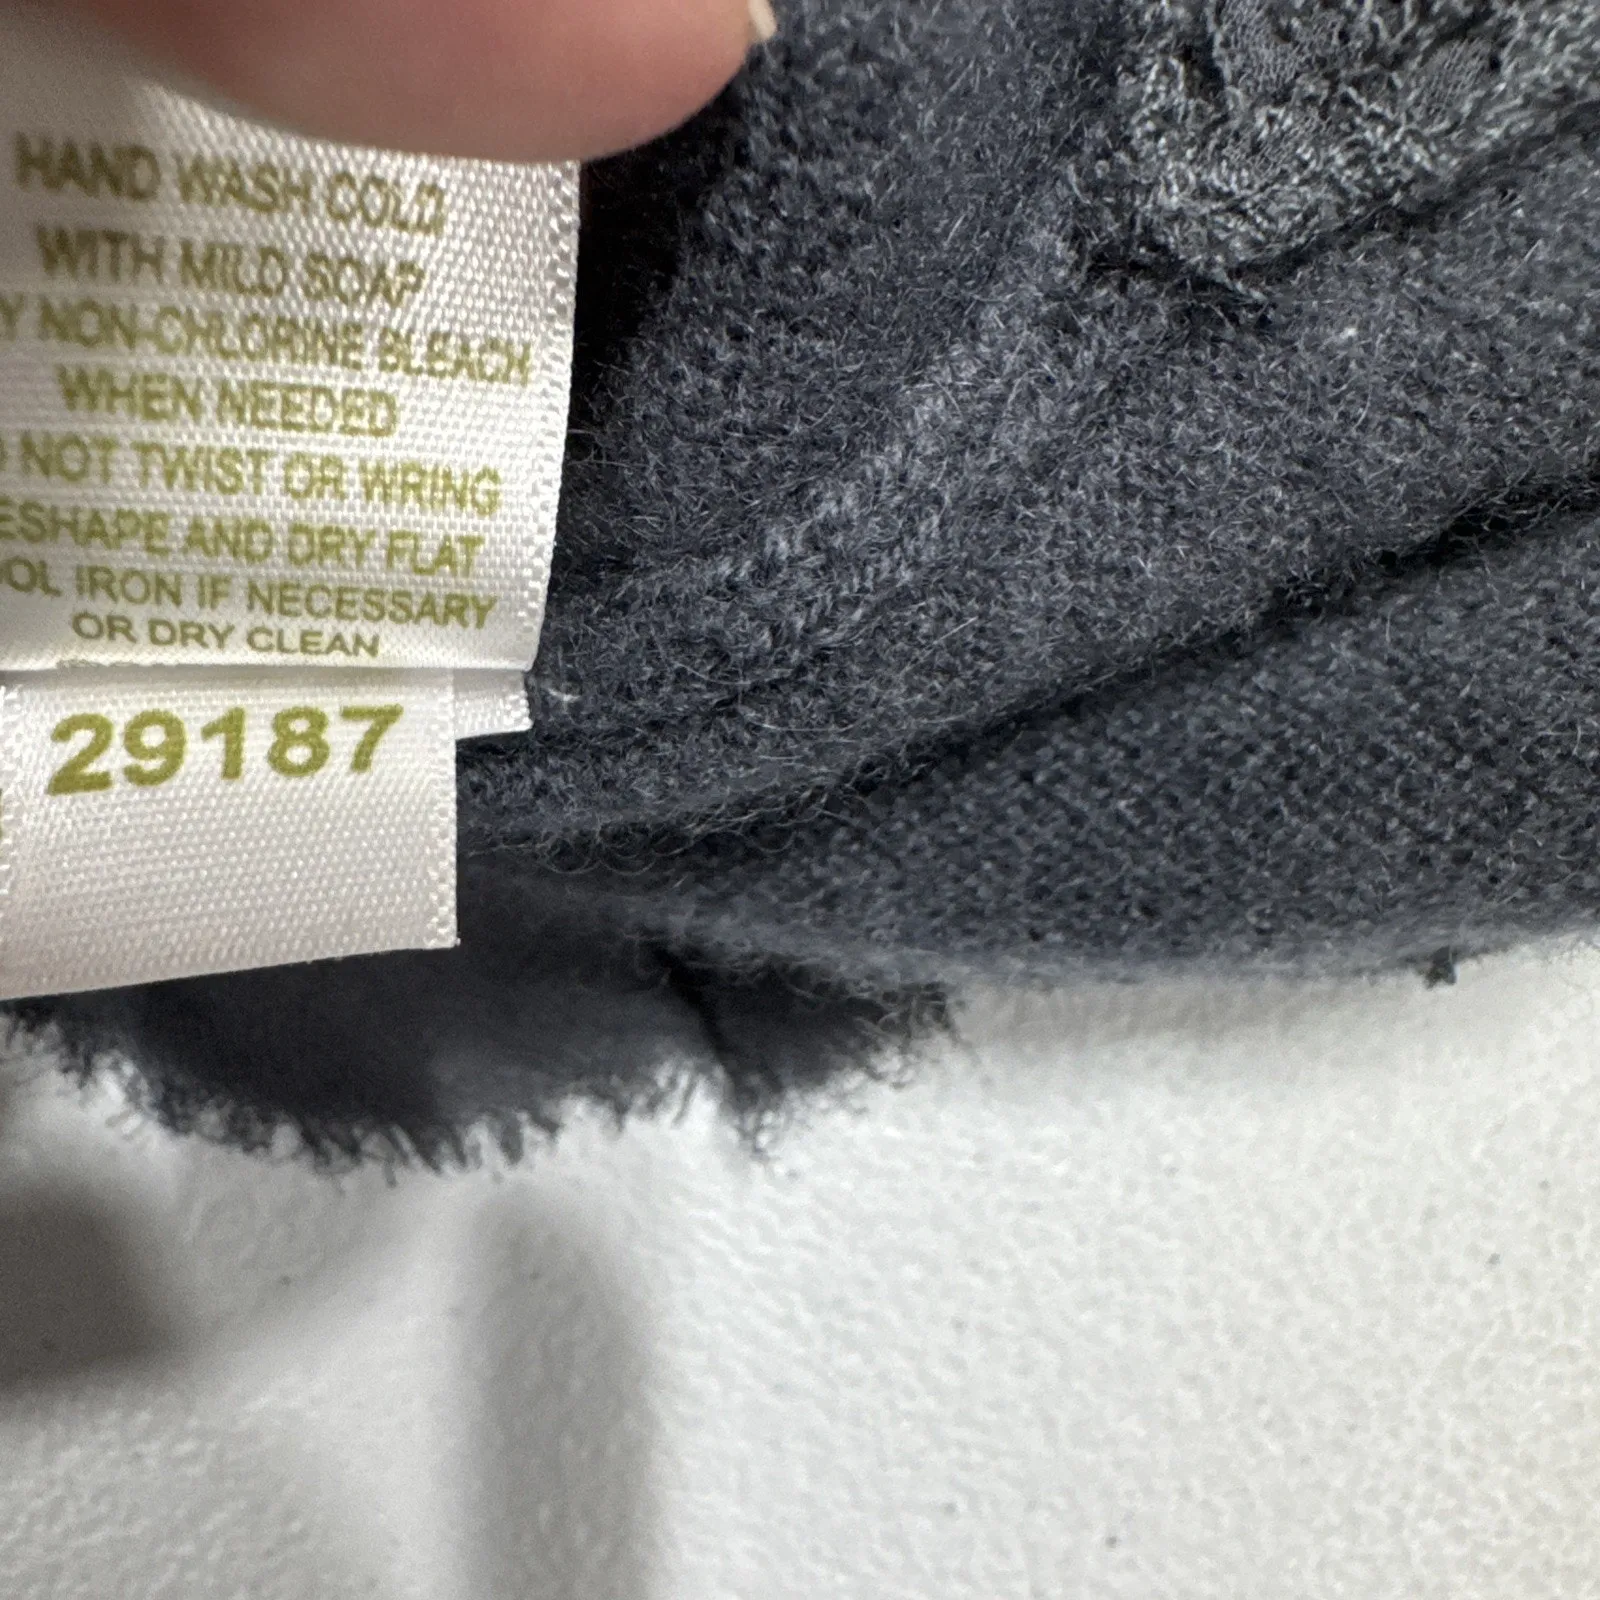 HAND WASH COLD
WITH MILD SOAP
Y NON-CHLORINE BLEACH
WHEN NEEDED
NOT TWIST OR WRING
ESHAPE AND DRY FLAT
OL IRON IF NECESSARY
OR DRY CLEAN
29187